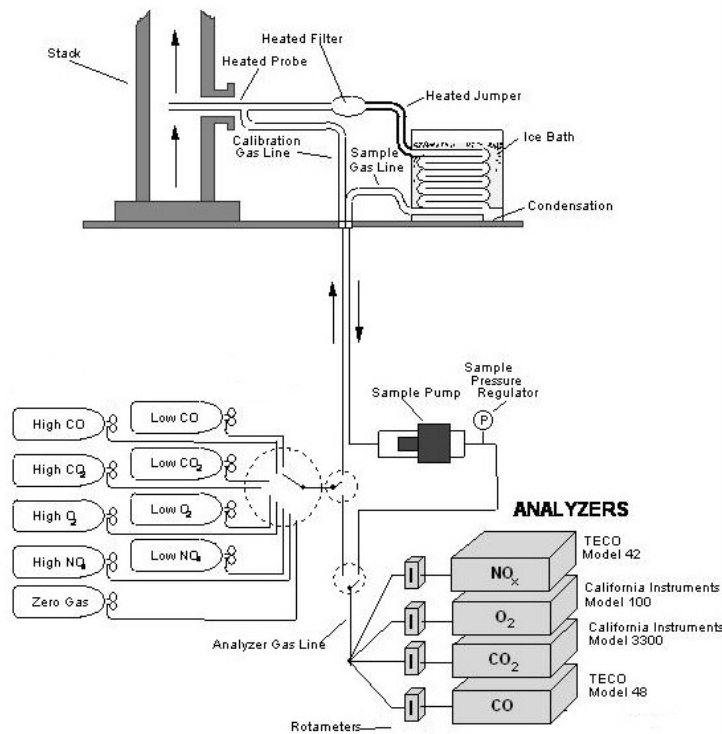 Heated Filter
Stack
Heated Probe
Heated Jumper
Ice Bath
Calibration
Gas Line
Sample
Gas Line
Condensation
Sample
Pressure
Regulator
Sample Pump
P
High CO
Low CO
High CO2
Low CO2
High O2
Low O2
High NOx
Low NOx
Zero Gas
ANALYZERS
TECO
Model 42
NOx
California Instruments
Model 100
O2
California Instruments
Model 3300
CO2
TECO
Model 48
CO
Analyzer Gas Line
Rotameters